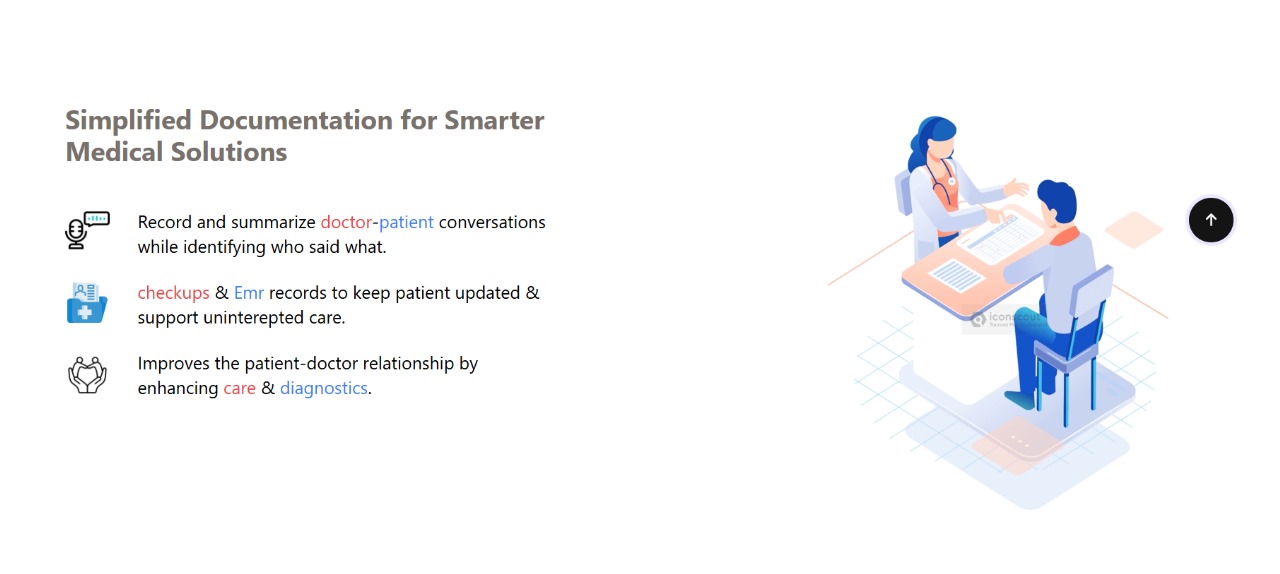 Simplified Documentation for Smarter
Medical Solutions
Record and summarize doctor-patient conversations
while identifying who said what.
checkups & Emr records to keep patient updated &
support uninterepted care.
Improves the patient-doctor relationship by
enhancing care & diagnostics.
iconscout